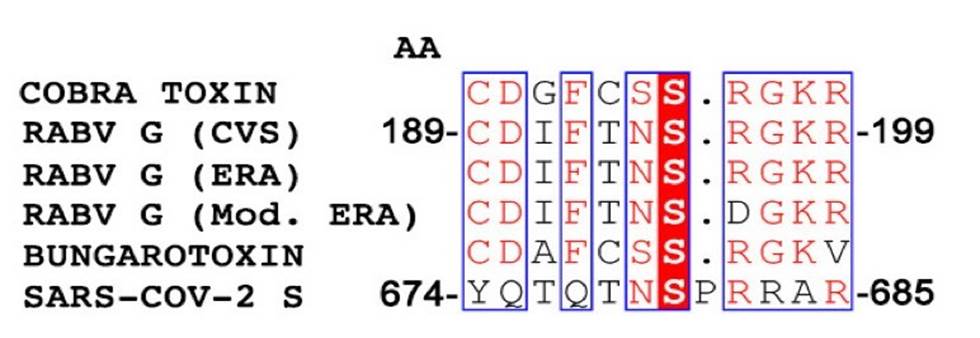 AA
COBRA TOXIN CDGFCSS.RGKR
RABV G (CVS) 189-CDIFTNS.RGKR-199
RABV G (ERA) CDIFTNS.RGKR
RABV G (Mod. ERA) CDIFTNS.DGKR
BUNGAROTOXIN CDAFCSS.RGKV
SARS-COV-2 S 674-YQTQTNSPRRAR-685